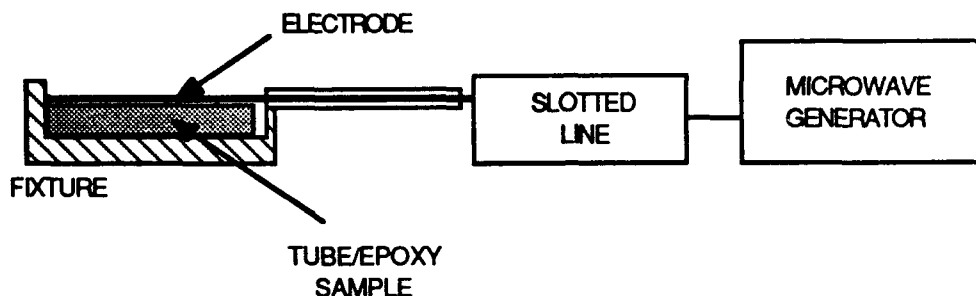 ELECTRODE
SLOTTED
LINE
MICROWAVE
GENERATOR
FIXTURE
TUBE/EPOXY
SAMPLE